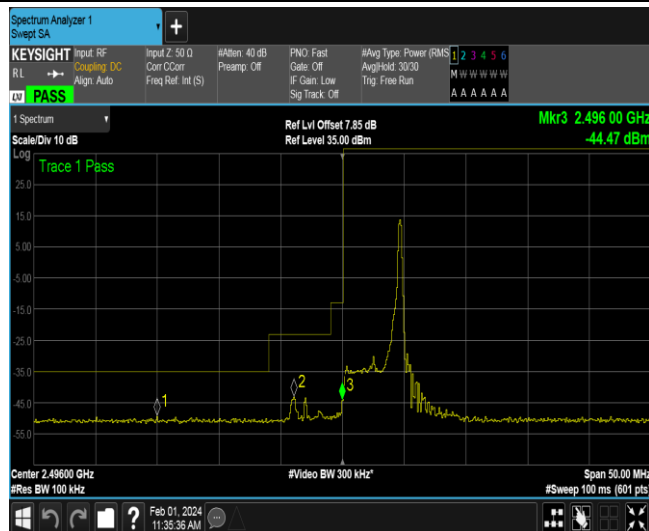 Spectrum Analyzer 1
Swept SA
KEYSIGHT
RL
LXI PASS
Input: RF
Coupling: DC
Align: Auto
Input Z: 50 Ω
Corr CCorr
Freq Ref: Int (S)
#Atten: 40 dB
Preamp: Off
PNO: Fast
Gate: Off
IF Gain: Low
Sig Track: Off
#Avg Type: Power (RMS
Avg|Hold: 30/30
Trig: Free Run
1 2 3 4 5 6
M W W W W W
A A A A A A
1 Spectrum
Scale/Div 10 dB
Ref Lvl Offset 7.85 dB
Ref Level 35.00 dBm
Mkr3 2.496 00 GHz
-44.47 dBm
Log
Trace 1 Pass
25.0
15.0
5.00
-5.00
-15.0
-25.0
-35.0
-45.0
-55.0
1
2
3
Center 2.49600 GHz
#Res BW 100 kHz
#Video BW 300 kHz*
Span 50.00 MHz
#Sweep 100 ms (601 pts)
?
Feb 01, 2024
11:35:36 AM